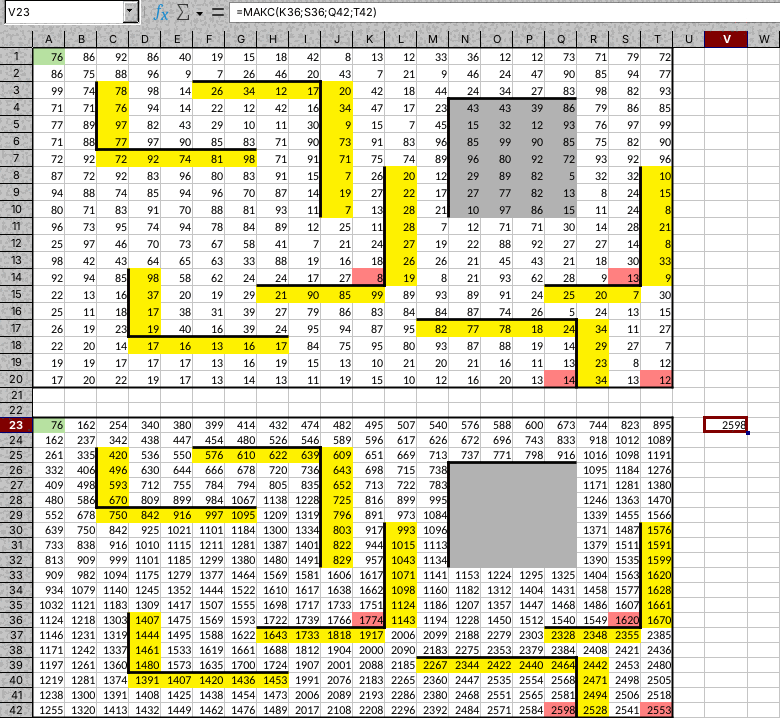 V23 fx Σ = =МАКС(K36;S36;Q42;T42)
A B C D E F G H I J K L M N O P Q R S T U V W
1 76 86 92 86 40 19 15 18 42 8 13 12 33 36 12 12 73 71 79 72
2 86 75 88 96 9 7 26 46 20 43 7 21 9 46 24 47 90 85 94 77
3 99 74 78 98 14 26 34 12 17 20 42 18 44 24 34 27 83 98 82 93
4 71 71 76 94 14 22 12 42 16 34 47 17 23 43 43 39 86 79 86 85
5 77 89 97 82 43 29 10 11 30 9 15 7 45 15 32 12 93 76 97 99
6 71 88 77 97 90 85 83 71 90 73 91 83 96 85 99 90 85 75 82 90
7 72 92 72 92 74 81 98 71 91 71 75 74 89 96 80 92 72 93 92 96
8 87 72 92 83 96 80 91 83 15 7 26 20 12 29 89 82 5 32 32 10
9 94 88 74 85 94 96 70 87 14 19 27 22 17 27 77 82 13 8 24 15
10 80 71 83 91 70 88 81 93 11 7 13 28 21 10 97 86 15 11 24 8
11 96 73 95 74 94 78 84 89 12 25 11 28 7 12 71 71 30 14 28 21
12 25 97 46 70 73 67 58 41 7 21 24 27 19 22 88 92 27 27 14 8
13 98 42 43 64 65 63 33 88 19 16 18 26 26 21 45 43 21 18 30 33
14 92 94 85 98 58 62 24 24 17 27 8 19 8 21 93 62 28 9 13 9
15 22 13 16 37 20 19 29 21 90 85 99 89 93 89 91 24 25 20 7 30
16 25 11 18 17 38 31 39 27 79 86 83 84 84 87 74 26 5 24 13 15
17 26 19 23 19 40 16 39 24 95 94 87 95 82 77 78 18 24 34 11 27
18 22 20 14 17 16 13 16 17 84 75 54 90 93 87 88 19 14 29 7 7
19 19 19 17 17 17 13 16 19 15 13 10 21 20 21 16 11 13 23 8 12
20 17 20 22 19 17 13 14 13 11 19 15 10 12 16 20 13 14 34 13 12
21
22
23 76 162 254 340 380 399 414 432 474 482 495 507 540 576 588 600 673 744 823 895 2598
24 162 237 342 438 447 454 480 526 546 589 596 617 626 672 696 743 833 918 1012 1089
25 261 335 420 536 550 576 610 622 639 609 651 669 713 737 771 798 916 1016 1098 1191
26 332 406 496 630 644 666 678 720 736 643 698 715 738 1095 1184 1276
27 409 498 593 712 755 784 794 805 835 652 713 722 783 1171 1281 1380
28 480 586 670 809 899 984 1067 1138 1228 725 816 899 995 1246 1363 1470
29 552 678 750 842 916 997 1095 1209 1319 796 891 973 1084 1339 1455 1566
30 639 750 842 925 1021 1101 1184 1300 1334 803 917 993 1096 1371 1487 1576
31 733 838 916 1010 1115 1211 1281 1387 1401 822 944 1015 1113 1379 1511 1591
32 813 909 999 1101 1185 1299 1380 1480 1491 829 957 1043 1134 1390 1535 1599
33 909 982 1094 1175 1279 1377 1464 1569 1581 1606 1617 1071 1141 1153 1224 1295 1325 1404 1563 1620
34 934 1079 1140 1245 1352 1444 1522 1610 1617 1638 1662 1098 1160 1182 1312 1404 1431 1458 1577 1628
35 1032 1121 1183 1309 1417 1507 1555 1698 1717 1733 1751 1124 1186 1207 1357 1447 1468 1486 1607 1661
36 1124 1218 1303 1407 1475 1569 1593 1722 1739 1766 1774 1143 1194 1228 1450 1512 1540 1549 1620 1670
37 1146 1231 1319 1444 1495 1588 1622 1643 1733 1818 1917 2006 2099 2188 2279 2303 2328 2348 2355 2385
38 1171 1242 1337 1461 1533 1619 1661 1688 1812 1904 2000 2090 2183 2275 2353 2379 2384 2408 2421 2436
39 1197 1261 1360 1480 1573 1635 1700 1724 1907 2001 2088 2185 2267 2344 2422 2440 2464 2442 2453 2480
40 1219 1281 1374 1391 1407 1420 1436 1453 1991 2076 2183 2265 2360 2447 2535 2554 2568 2471 2498 2505
41 1238 1300 1391 1408 1425 1438 1454 1473 2006 2089 2193 2286 2380 2468 2551 2565 2581 2494 2506 2518
42 1255 1320 1413 1432 1449 1462 1476 1489 2017 2108 2208 2296 2392 2484 2571 2584 2598 2528 2541 2553